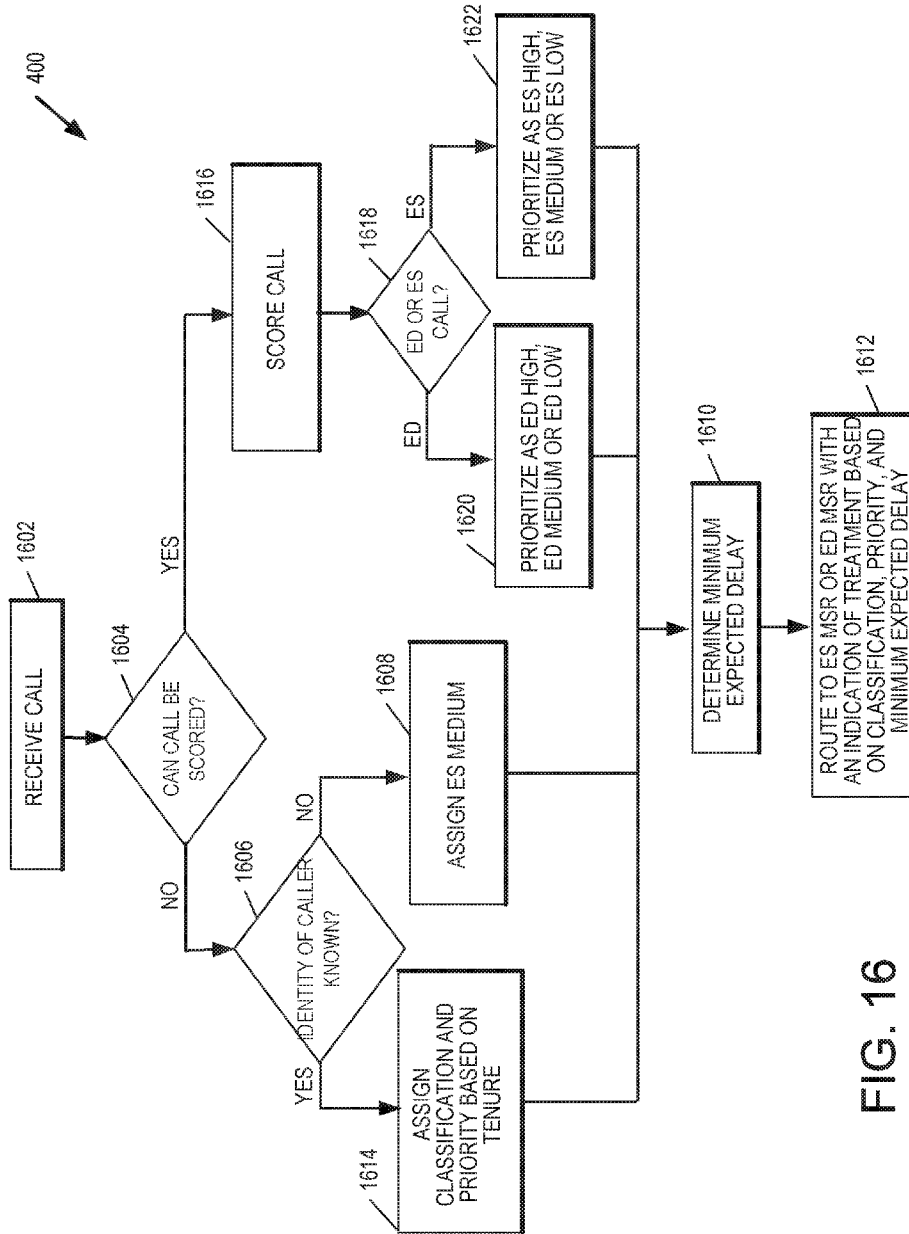 400
1602
RECEIVE CALL
1604
CAN CALL BE
SCORED?
NO
YES
1606
IDENTITY OF CALLER
KNOWN?
YES
NO
1614
ASSIGN
CLASSIFICATION AND
PRIORITY BASED ON
TENURE
1608
ASSIGN ES MEDIUM
1616
SCORE CALL
1618
ED OR ES
CALL?
ED
ES
1620
PRIORITIZE AS ED HIGH,
ED MEDIUM OR ED LOW
1622
PRIORITIZE AS ES HIGH,
ES MEDIUM OR ES LOW
1610
DETERMINE MINIMUM
EXPECTED DELAY
1612
ROUTE TO ES MSR OR ED MSR WITH
AN INDICATION OF TREATMENT BASED
ON CLASSIFICATION, PRIORITY, AND
MINIMUM EXPECTED DELAY
FIG. 16